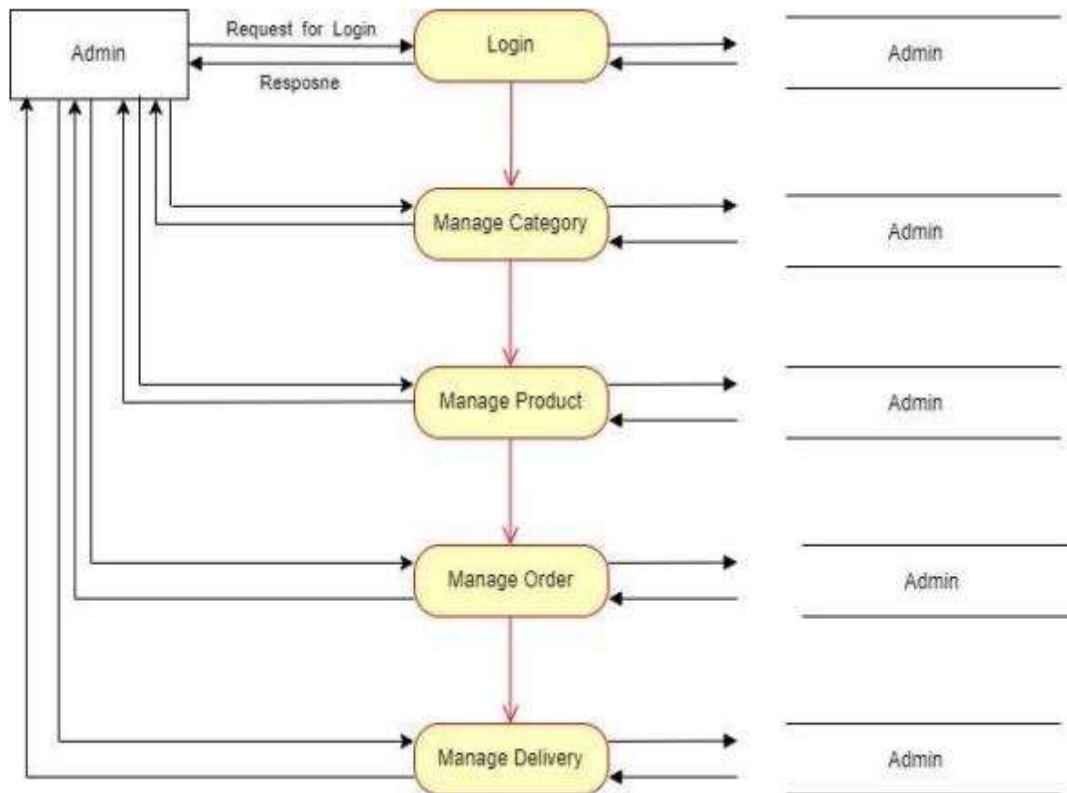 Admin
Request for Login
Resposne
Login
Admin
Manage Category
Admin
Manage Product
Admin
Manage Order
Admin
Manage Delivery
Admin